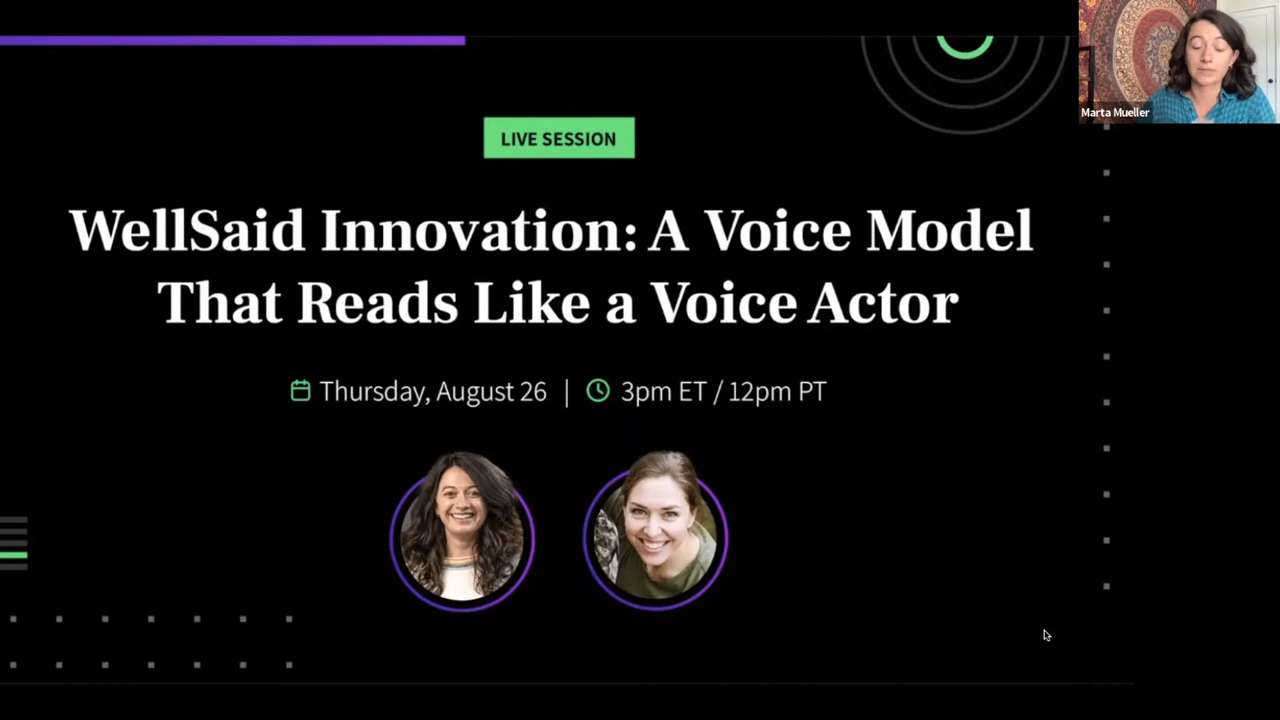 LIVE SESSION
WellSaid Innovation: A Voice Model
That Reads Like a Voice Actor
Thursday, August 26 | 3pm ET / 12pm PT
Marta Mueller